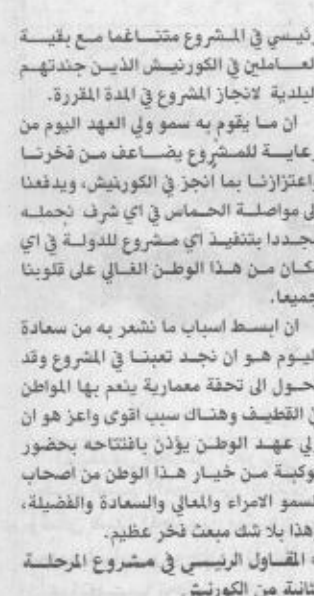 رئيسي في المشروع متناغما مع بقية
العاملين في الكورنيش الذين جندتهم
البلدية لانجاز المشروع في المدة المقررة.
ان ما يقوم به سمو ولي العهد اليوم من
رعاية للمشروع يضاعف من فخرنا
واعتزازنا بما أنجز في الكورنيش، ويدفعنا
لى مواصلة الحماس في اي شرف نحمله
مجددا بتنفيذ اي مشروع للدولة في اي
مكان من هذا الوطن الغالي على قلوبنا
جميعا.
ان ابسط اسباب ما نشعر به من سعادة
اليوم هو ان نجد تعبنا في المشروع وقد
تحول الى تحفة معمارية ينعم بها المواطن
ن القطيف وهناك سبب اقوى واعز هو ان
ولي عهد الوطن يؤذن بافتتاحه بحضور
كوكبة من خيار هذا الوطن من اصحاب
السمو الامراء والمعالي والسعادة والفضيلة،
وهذا بلا شك مبعث فخر عظيم.
المقاول الرئيسي في مشروع المرحلة
لثانية من الكورنيش